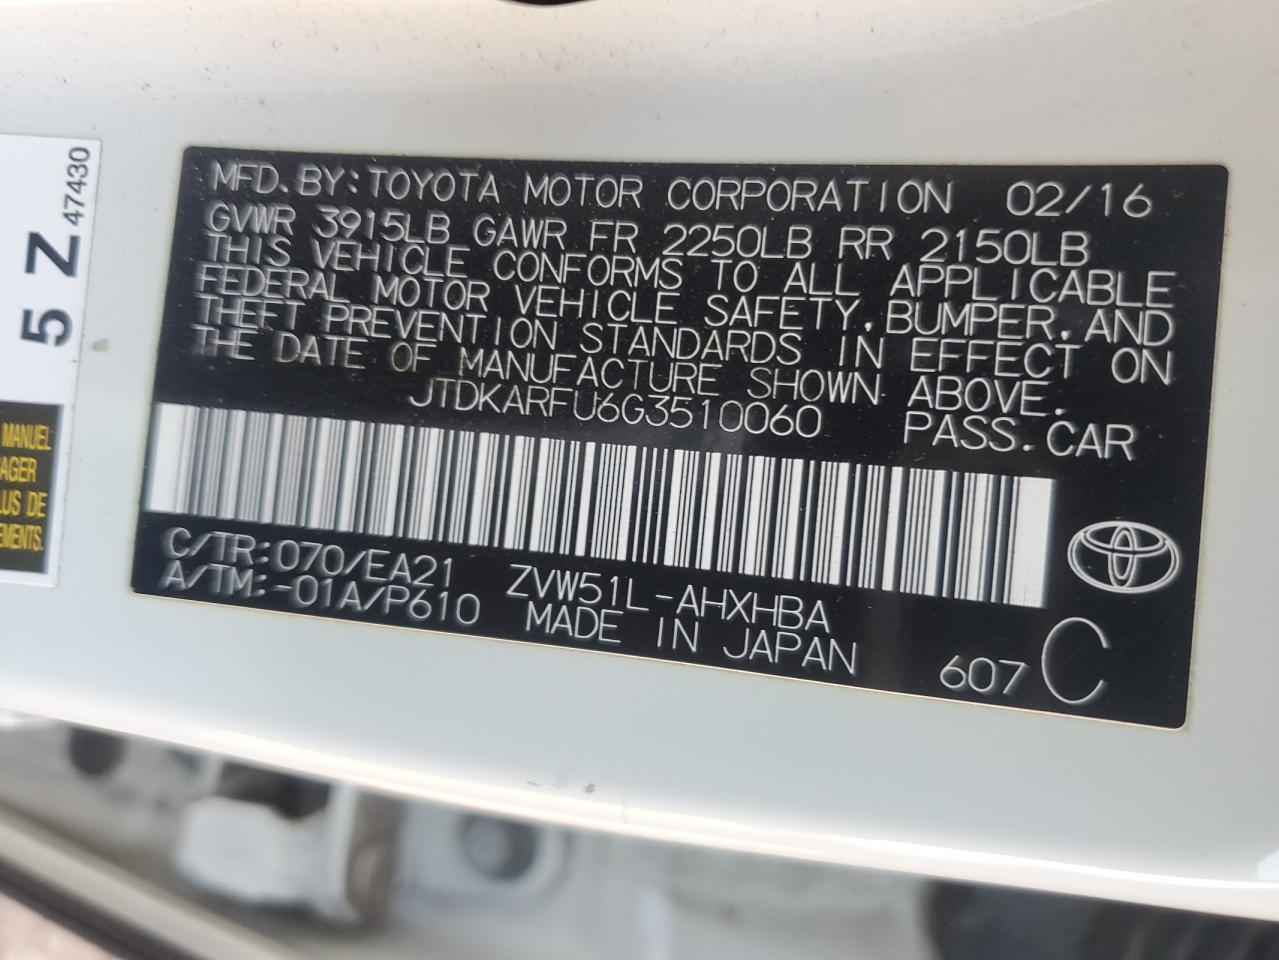 MFD. BY: TOYOTA MOTOR CORPORATION 02/16
GVWR 3915LB GAWR FR 2250LB RR 2150LB
THIS VEHICLE CONFORMS TO ALL APPLICABLE
FEDERAL MOTOR VEHICLE SAFETY, BUMPER, AND
THEFT PREVENTION STANDARDS IN EFFECT ON
THE DATE OF MANUFACTURE SHOWN ABOVE.
JTDKARFU6G3510060 PASS. CAR
C/TR: 070/EA21 ZVW51L-AHXHBA
A/TM: -01A/P610 MADE IN JAPAN
607 C
5 Z 47430
MANUEL
DE